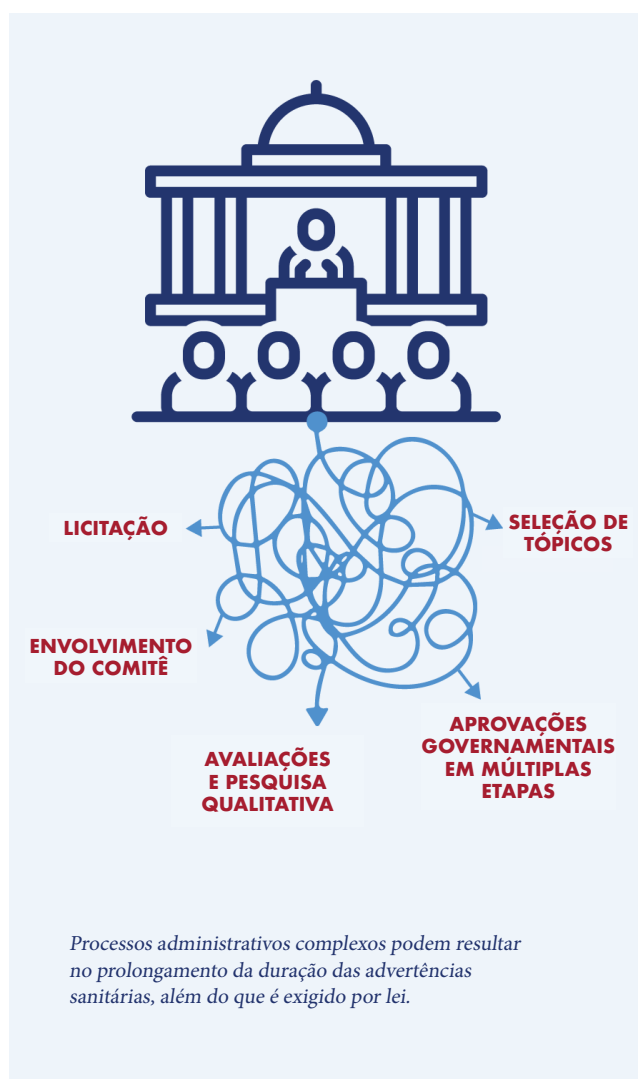 LICITAÇÃO
SELEÇÃO DE
TÓPICOS
ENVOLVIMENTO
DO COMITÊ
APROVAÇÕES
GOVERNAMENTAIS
EM MÚLTIPLAS
ETAPAS
AVALIAÇÕES
E PESQUISA
QUALITATIVA
Processos administrativos complexos podem resultar
no prolongamento da duração das advertências
sanitárias, além do que é exigido por lei.